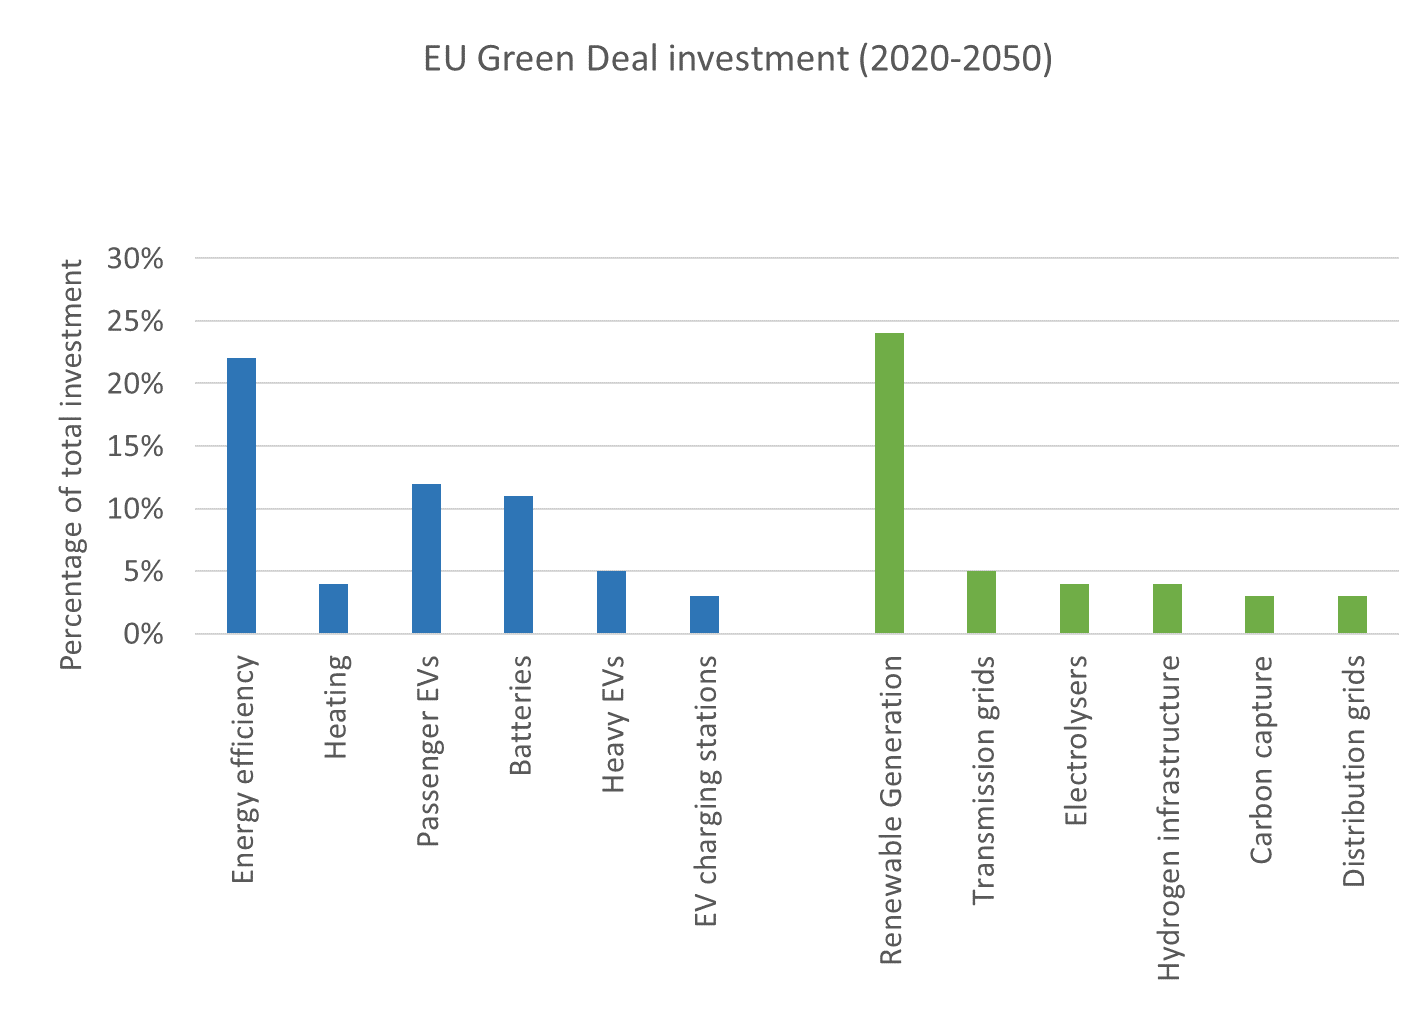 EU Green Deal investment (2020-2050)
Percentage of total investment
30%
25%
20%
15%
10%
5%
0%
Energy efficiency
Heating
Passenger EVs
Batteries
Heavy EVs
EV charging stations
Renewable Generation
Transmission grids
Electrolysers
Hydrogen infrastructure
Carbon capture
Distribution grids